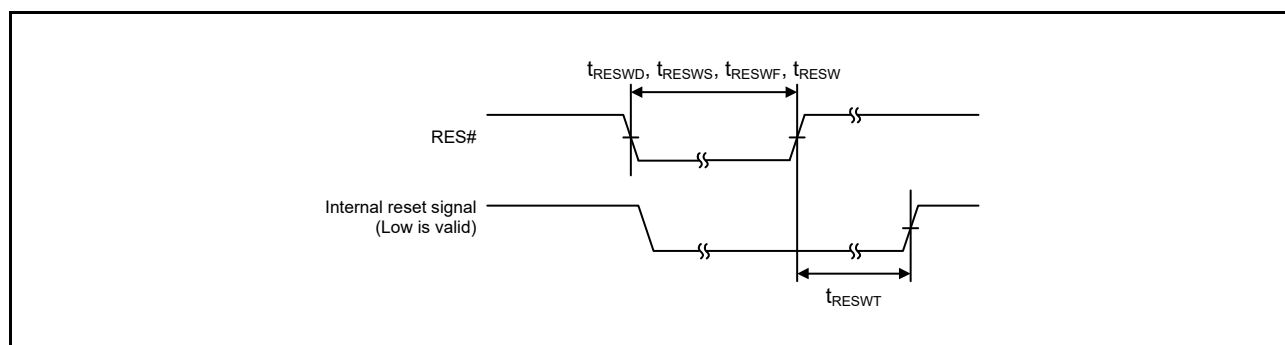 tRESWD, tRESWS, tRESWF, tRESW
RES#
Internal reset signal
(Low is valid)
tRESWT